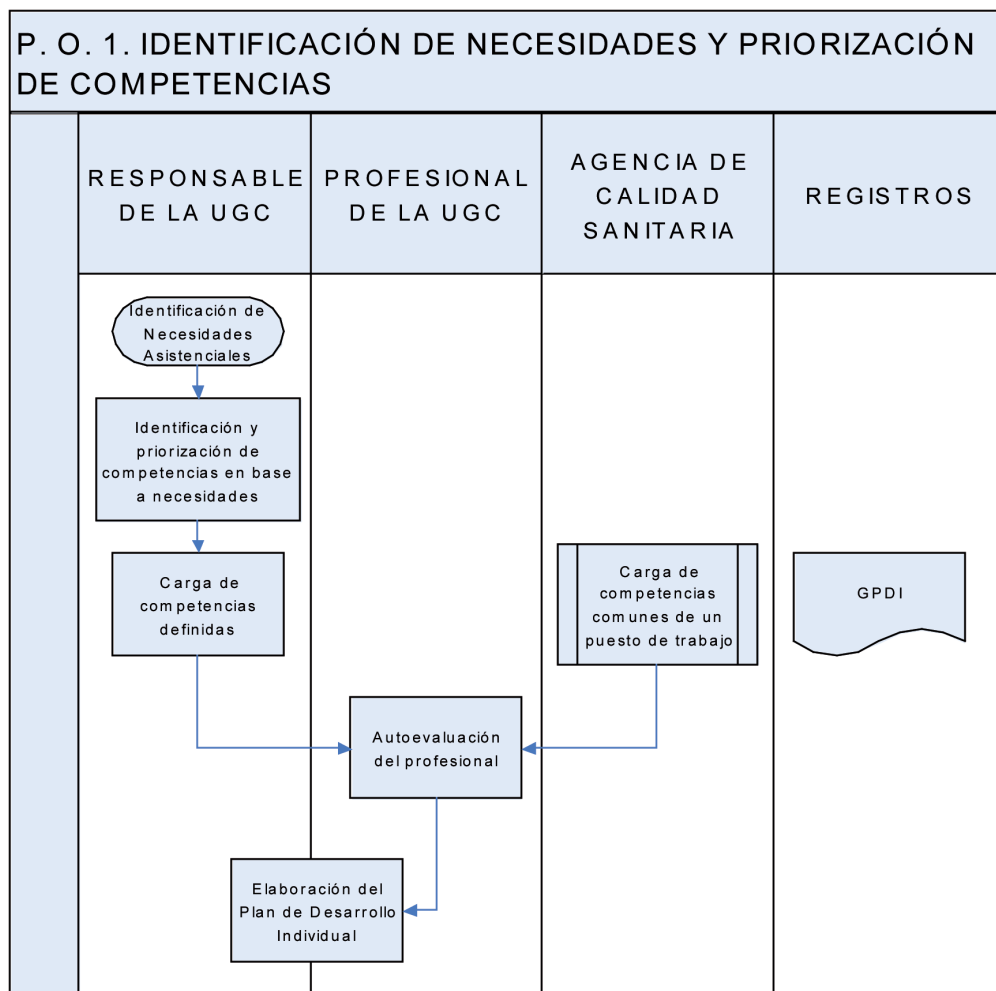 P. O. 1. IDENTIFICACIÓN DE NECESIDADES Y PRIORIZACIÓN
DE COMPETENCIAS
RESPONSABLE
DE LA UGC
PROFESIONAL
DE LA UGC
AGENCIA DE
CALIDAD
SANITARIA
REGISTROS
Identificación de
Necesidades
Asistenciales
Identificación y
priorización de
competencias en base
a necesidades
Carga de
competencias
definidas
Carga de
competencias
comunes de un
puesto de trabajo
GPDI
Autoevaluación
del profesional
Elaboración del
Plan de Desarrollo
Individual